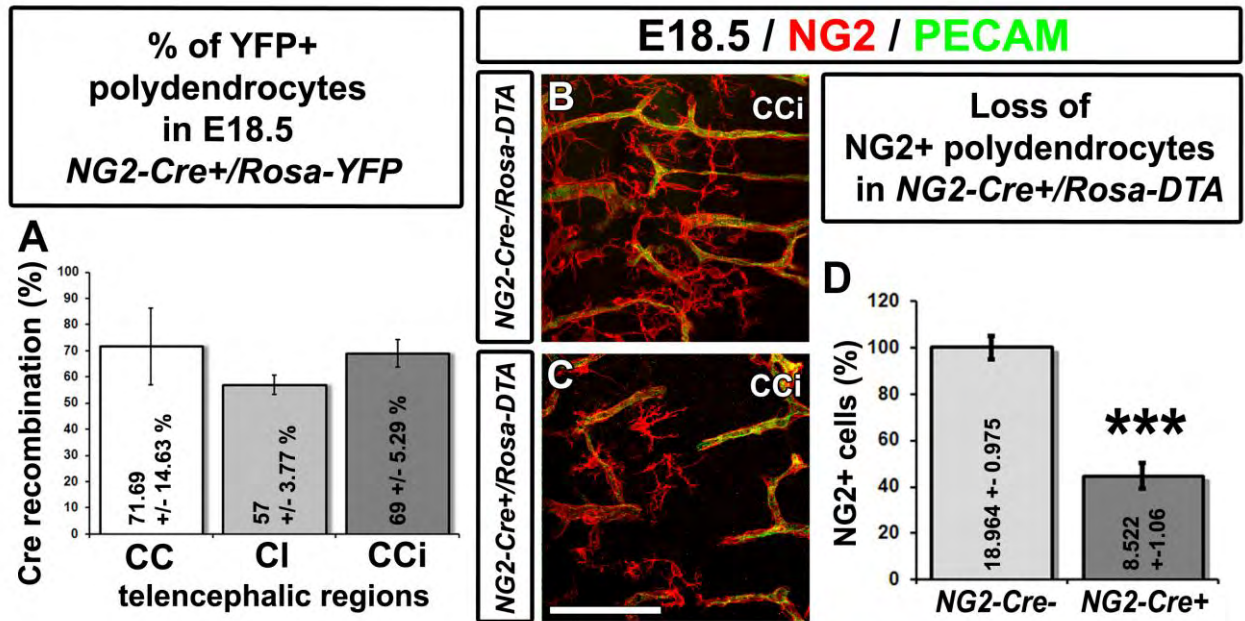 % of YFP+
polydendrocytes
in E18.5
NG2-Cre+/Rosa-YFP
A
Cre recombination (%)
100
90
80
70
60
50
40
30
20
10
0
71.69
+/- 14.63 %
57
+/- 3.77 %
69 +/- 5.29 %
CC
CI
CCi
telencephalic regions
E18.5 / NG2 / PECAM
NG2-Cre-/Rosa-DTA
B
CCi
NG2-Cre+/Rosa-DTA
C
CCi
Loss of
NG2+ polydendrocytes
in NG2-Cre+/Rosa-DTA
D
NG2+ cells (%)
120
100
80
60
40
20
0
18.964 +- 0.975
***
8.522
+-1.06
NG2-Cre-
NG2-Cre+